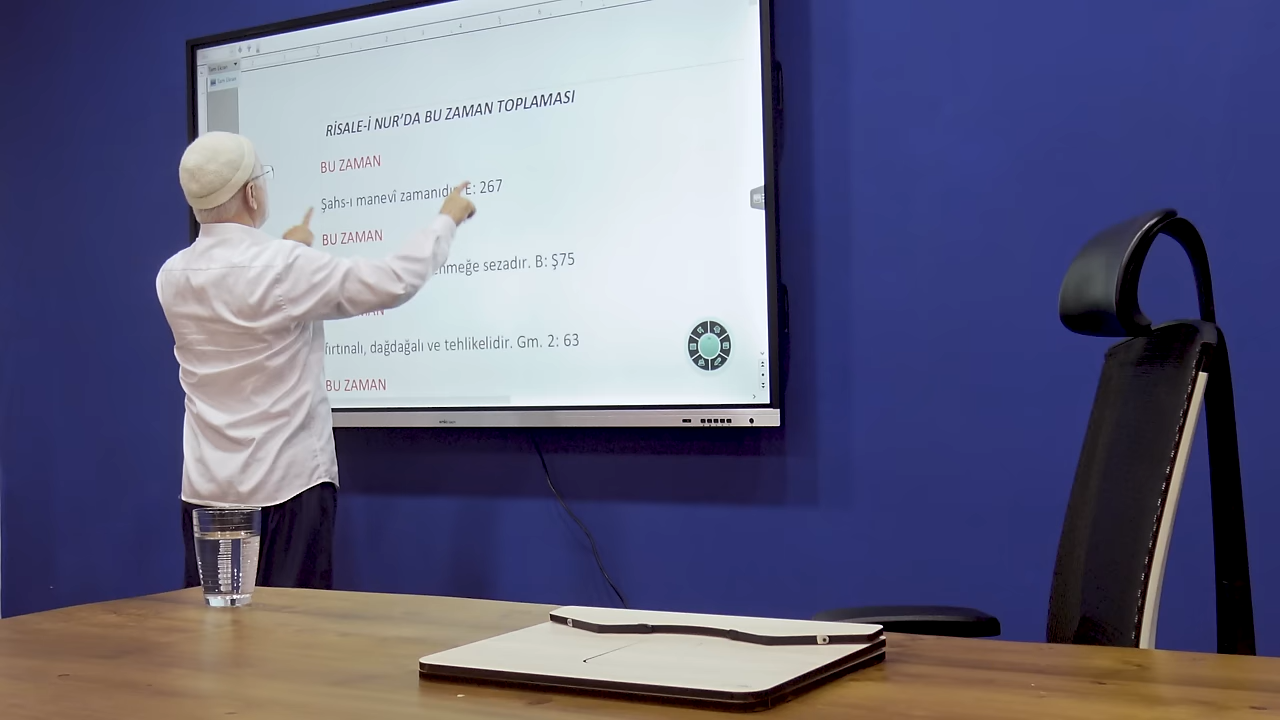 RİSALE-İ NUR'DA BU ZAMAN TOPLAMASI
BU ZAMAN
Şahs-ı manevî zamanıdır. E: 267
BU ZAMAN
sezadır. B: Ş75
fırtınalı, dağdağalı ve tehlikelidir. Gm. 2: 63
BU ZAMAN